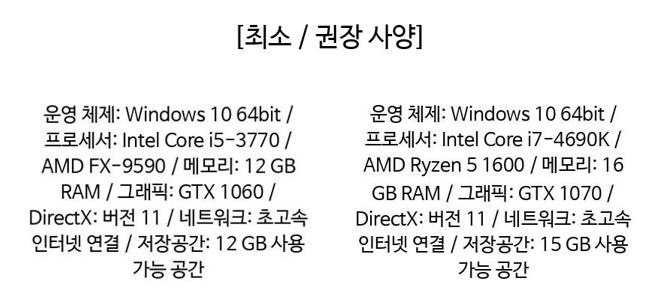 [최소 / 권장 사양]
운영 체제: Windows 10 64bit /
프로세서: Intel Core i5-3770 /
AMD FX-9590 / 메모리: 12 GB
RAM / 그래픽: GTX 1060 /
DirectX: 버전 11 / 네트워크: 초고속
인터넷 연결 / 저장공간: 12 GB 사용
가능 공간
운영 체제: Windows 10 64bit /
프로세서: Intel Core i7-4690K /
AMD Ryzen 5 1600 / 메모리: 16
GB RAM / 그래픽: GTX 1070 /
DirectX: 버전 11 / 네트워크: 초고속
인터넷 연결 / 저장공간: 15 GB 사용
가능 공간